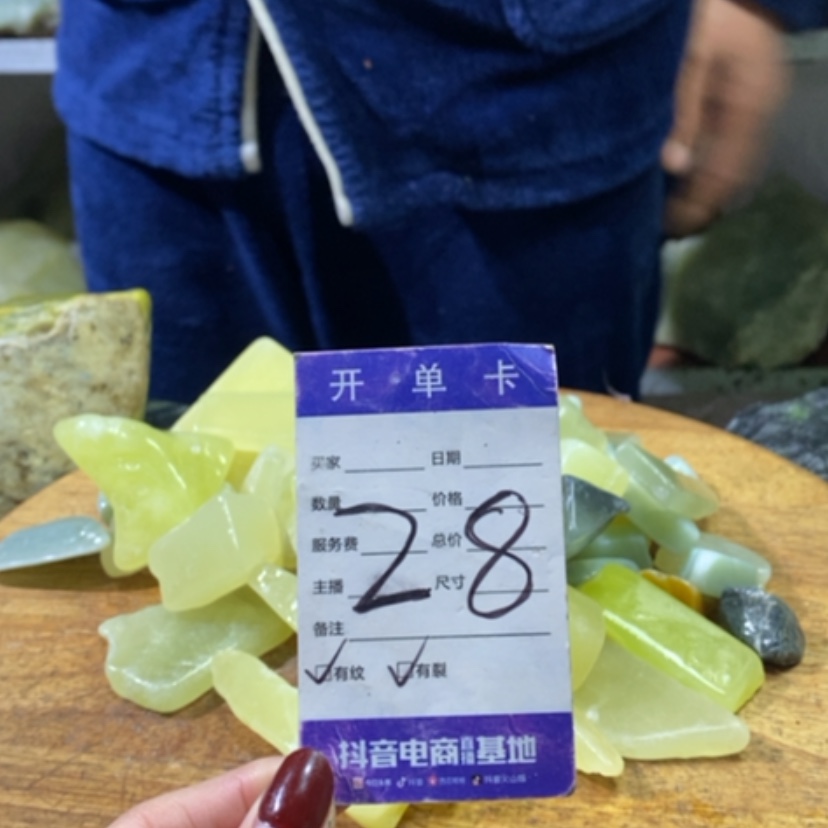 开单卡
买家 日期
数量 价格
28
服务费 总价
主播 尺寸
备注
有纹 有裂
抖音电商直播基地